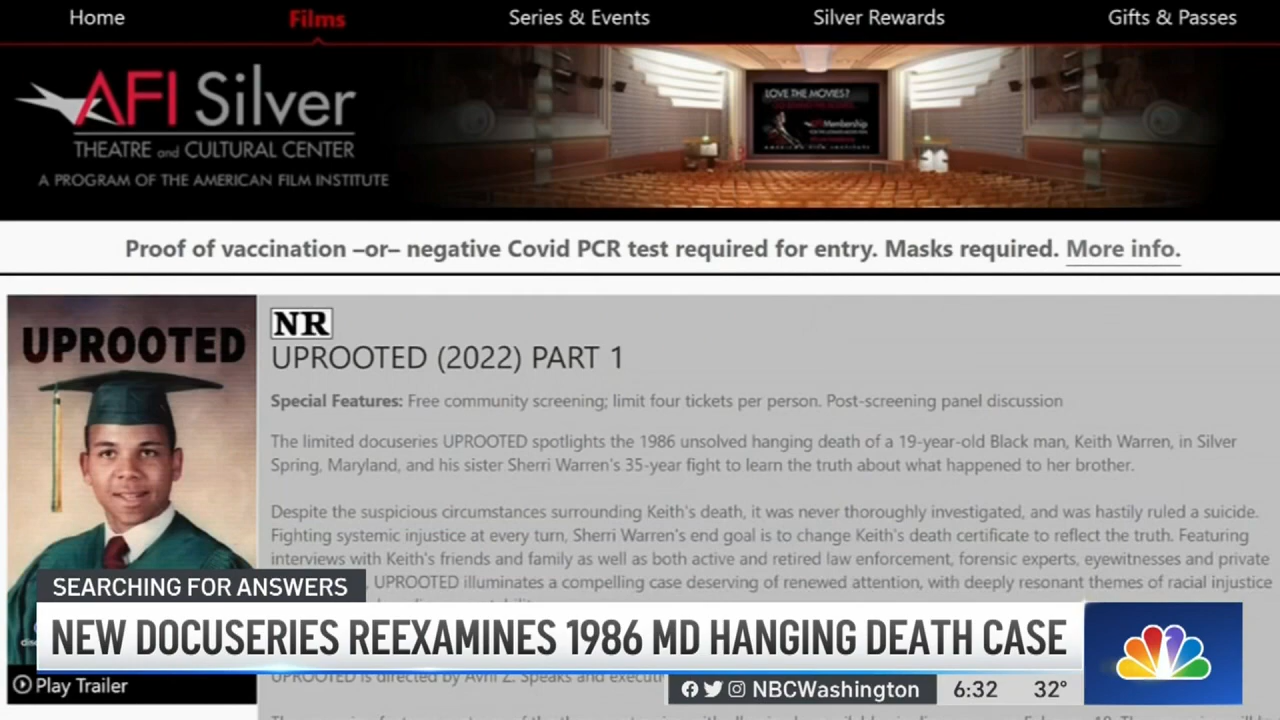 Home
Films
Series & Events
Silver Rewards
Gifts & Passes
AFI Silver
THEATRE and CULTURAL CENTER
A PROGRAM OF THE AMERICAN FILM INSTITUTE
LOVE THE MOVIES?
Membership
Proof of vaccination –or– negative Covid PCR test required for entry. Masks required. More info.
UPROOTED
NR
UPROOTED (2022) PART 1
Special Features: Free community screening; limit four tickets per person. Post-screening panel discussion
The limited docuseries UPROOTED spotlights the 1986 unsolved hanging death of a 19-year-old Black man, Keith Warren, in Silver
Spring, Maryland, and his sister Sherri Warren's 35-year fight to learn the truth about what happened to her brother.
Despite the suspicious circumstances surrounding Keith's death, it was never thoroughly investigated, and was hastily ruled a suicide.
Fighting systemic injustice at every turn, Sherri Warren's end goal is to change Keith's death certificate to reflect the truth. Featuring
interviews with Keith's friends and family as well as both active and retired law enforcement, forensic experts, eyewitnesses and private
UPROOTED illuminates a compelling case deserving of renewed attention, with deeply resonant themes of racial injustice
SEARCHING FOR ANSWERS
NEW DOCUSERIES REEXAMINES 1986 MD HANGING DEATH CASE
UPROOTED is directed by Avril Z. Speaks and
Play Trailer
NBCWashington
6:32
32°